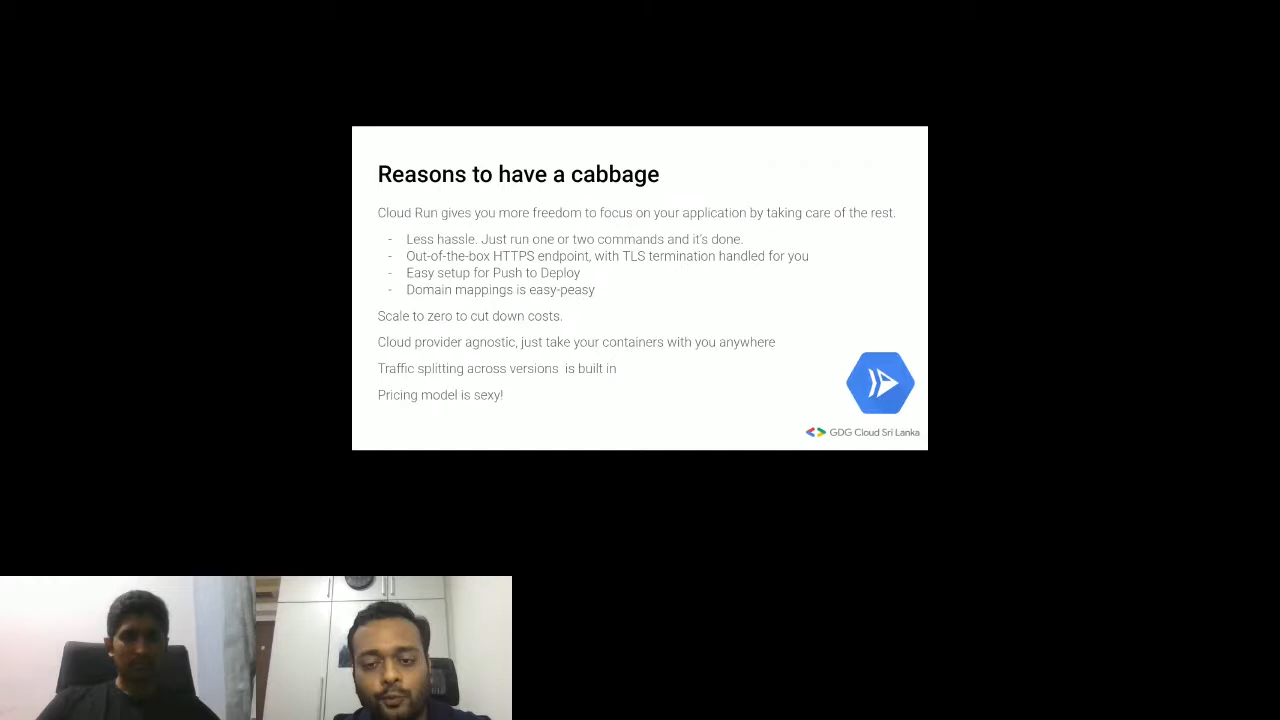 Reasons to have a cabbage
Cloud Run gives you more freedom to focus on your application by taking care of the rest.
- Less hassle. Just run one or two commands and it's done.
- Out-of-the-box HTTPS endpoint, with TLS termination handled for you
- Easy setup for Push to Deploy
- Domain mappings is easy-peasy
Scale to zero to cut down costs.
Cloud provider agnostic, just take your containers with you anywhere
Traffic splitting across versions  is built in
Pricing model is sexy!
GDG Cloud Sri Lanka